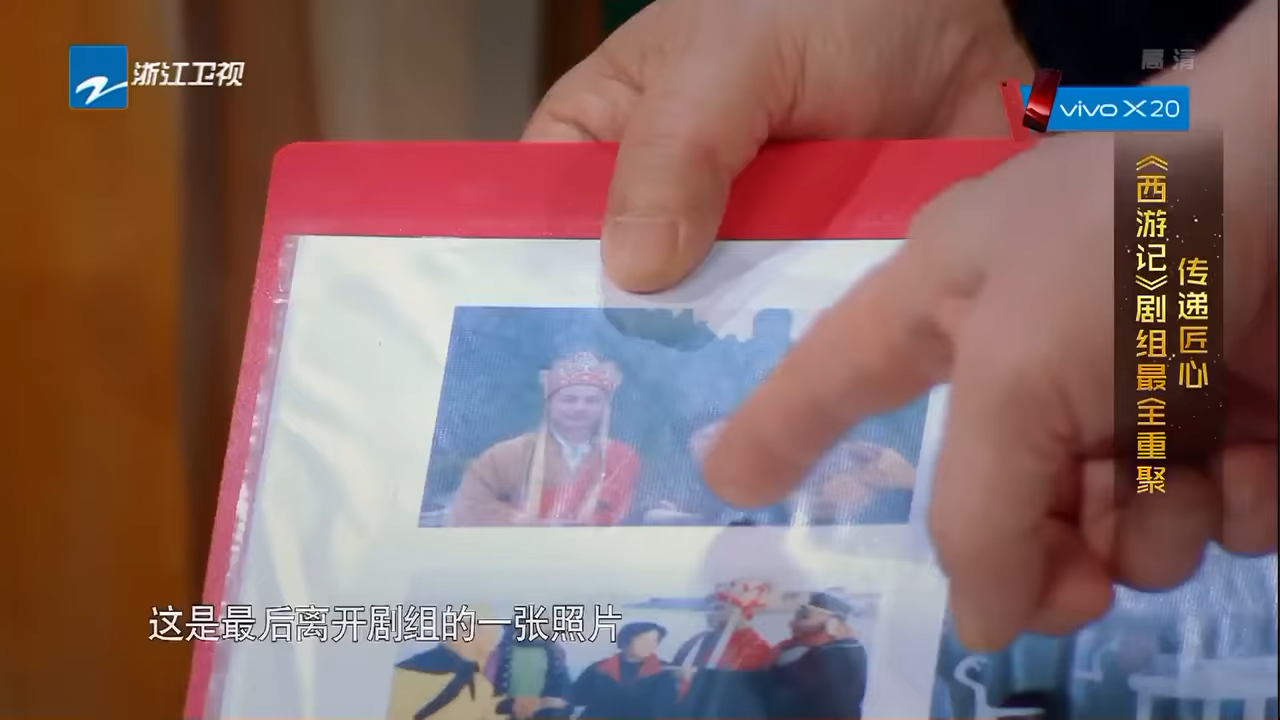 浙江卫视
高清
vivo X20
《西游记》剧组最全重聚
传递匠心
这是最后离开剧组的一张照片